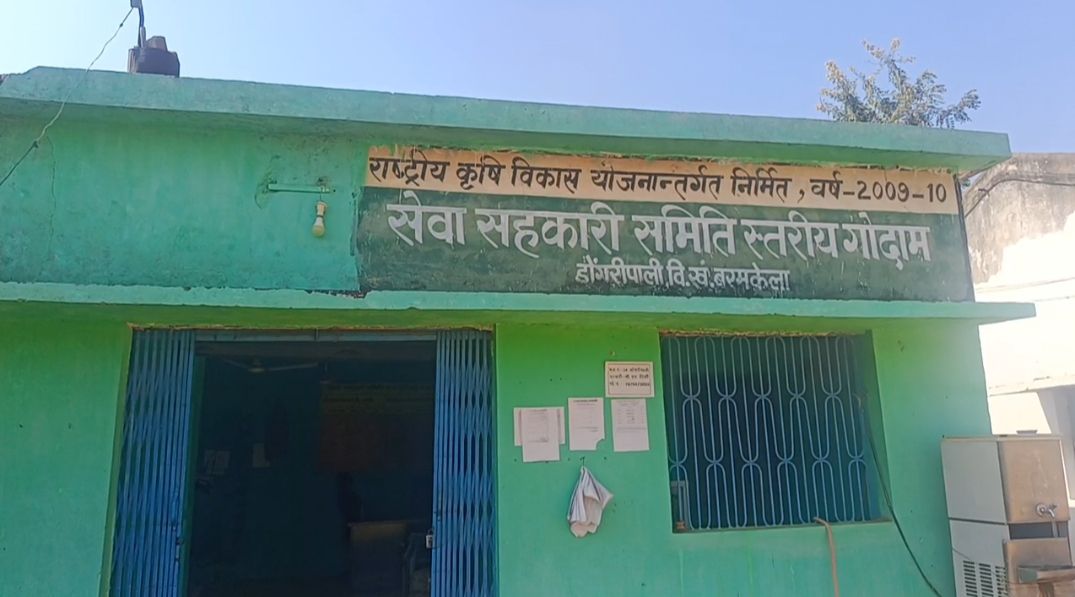 राष्ट्रीय कृषि विकास योजनान्तर्गत निर्मित, वर्ष-2009-10
सेवा सहकारी समिति स्तरीय गोदाम
डोंगरीपाली वि.खं. बरमकेला